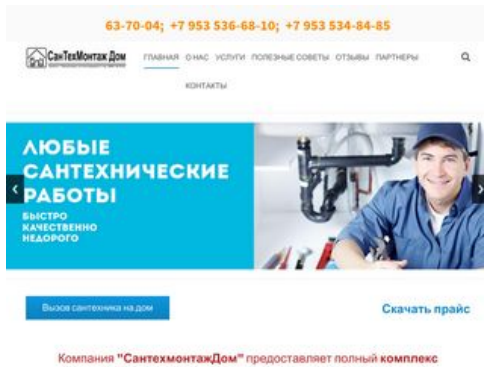 63-70-04; +7 953 536-68-10; +7 953 534-84-85
СанТехМонтаж Дом
ГЛАВНАЯ О НАС УСЛУГИ ПОЛЕЗНЫЕ СОВЕТЫ ОТЗЫВЫ ПАРТНЕРЫ
КОНТАКТЫ
ЛЮБЫЕ
САНТЕХНИЧЕСКИЕ
РАБОТЫ
БЫСТРО
КАЧЕСТВЕННО
НЕДОРОГО
Вызов сантехника на дом
Скачать прайс
Компания "СантехмонтажДом" предоставляет полный комплекс